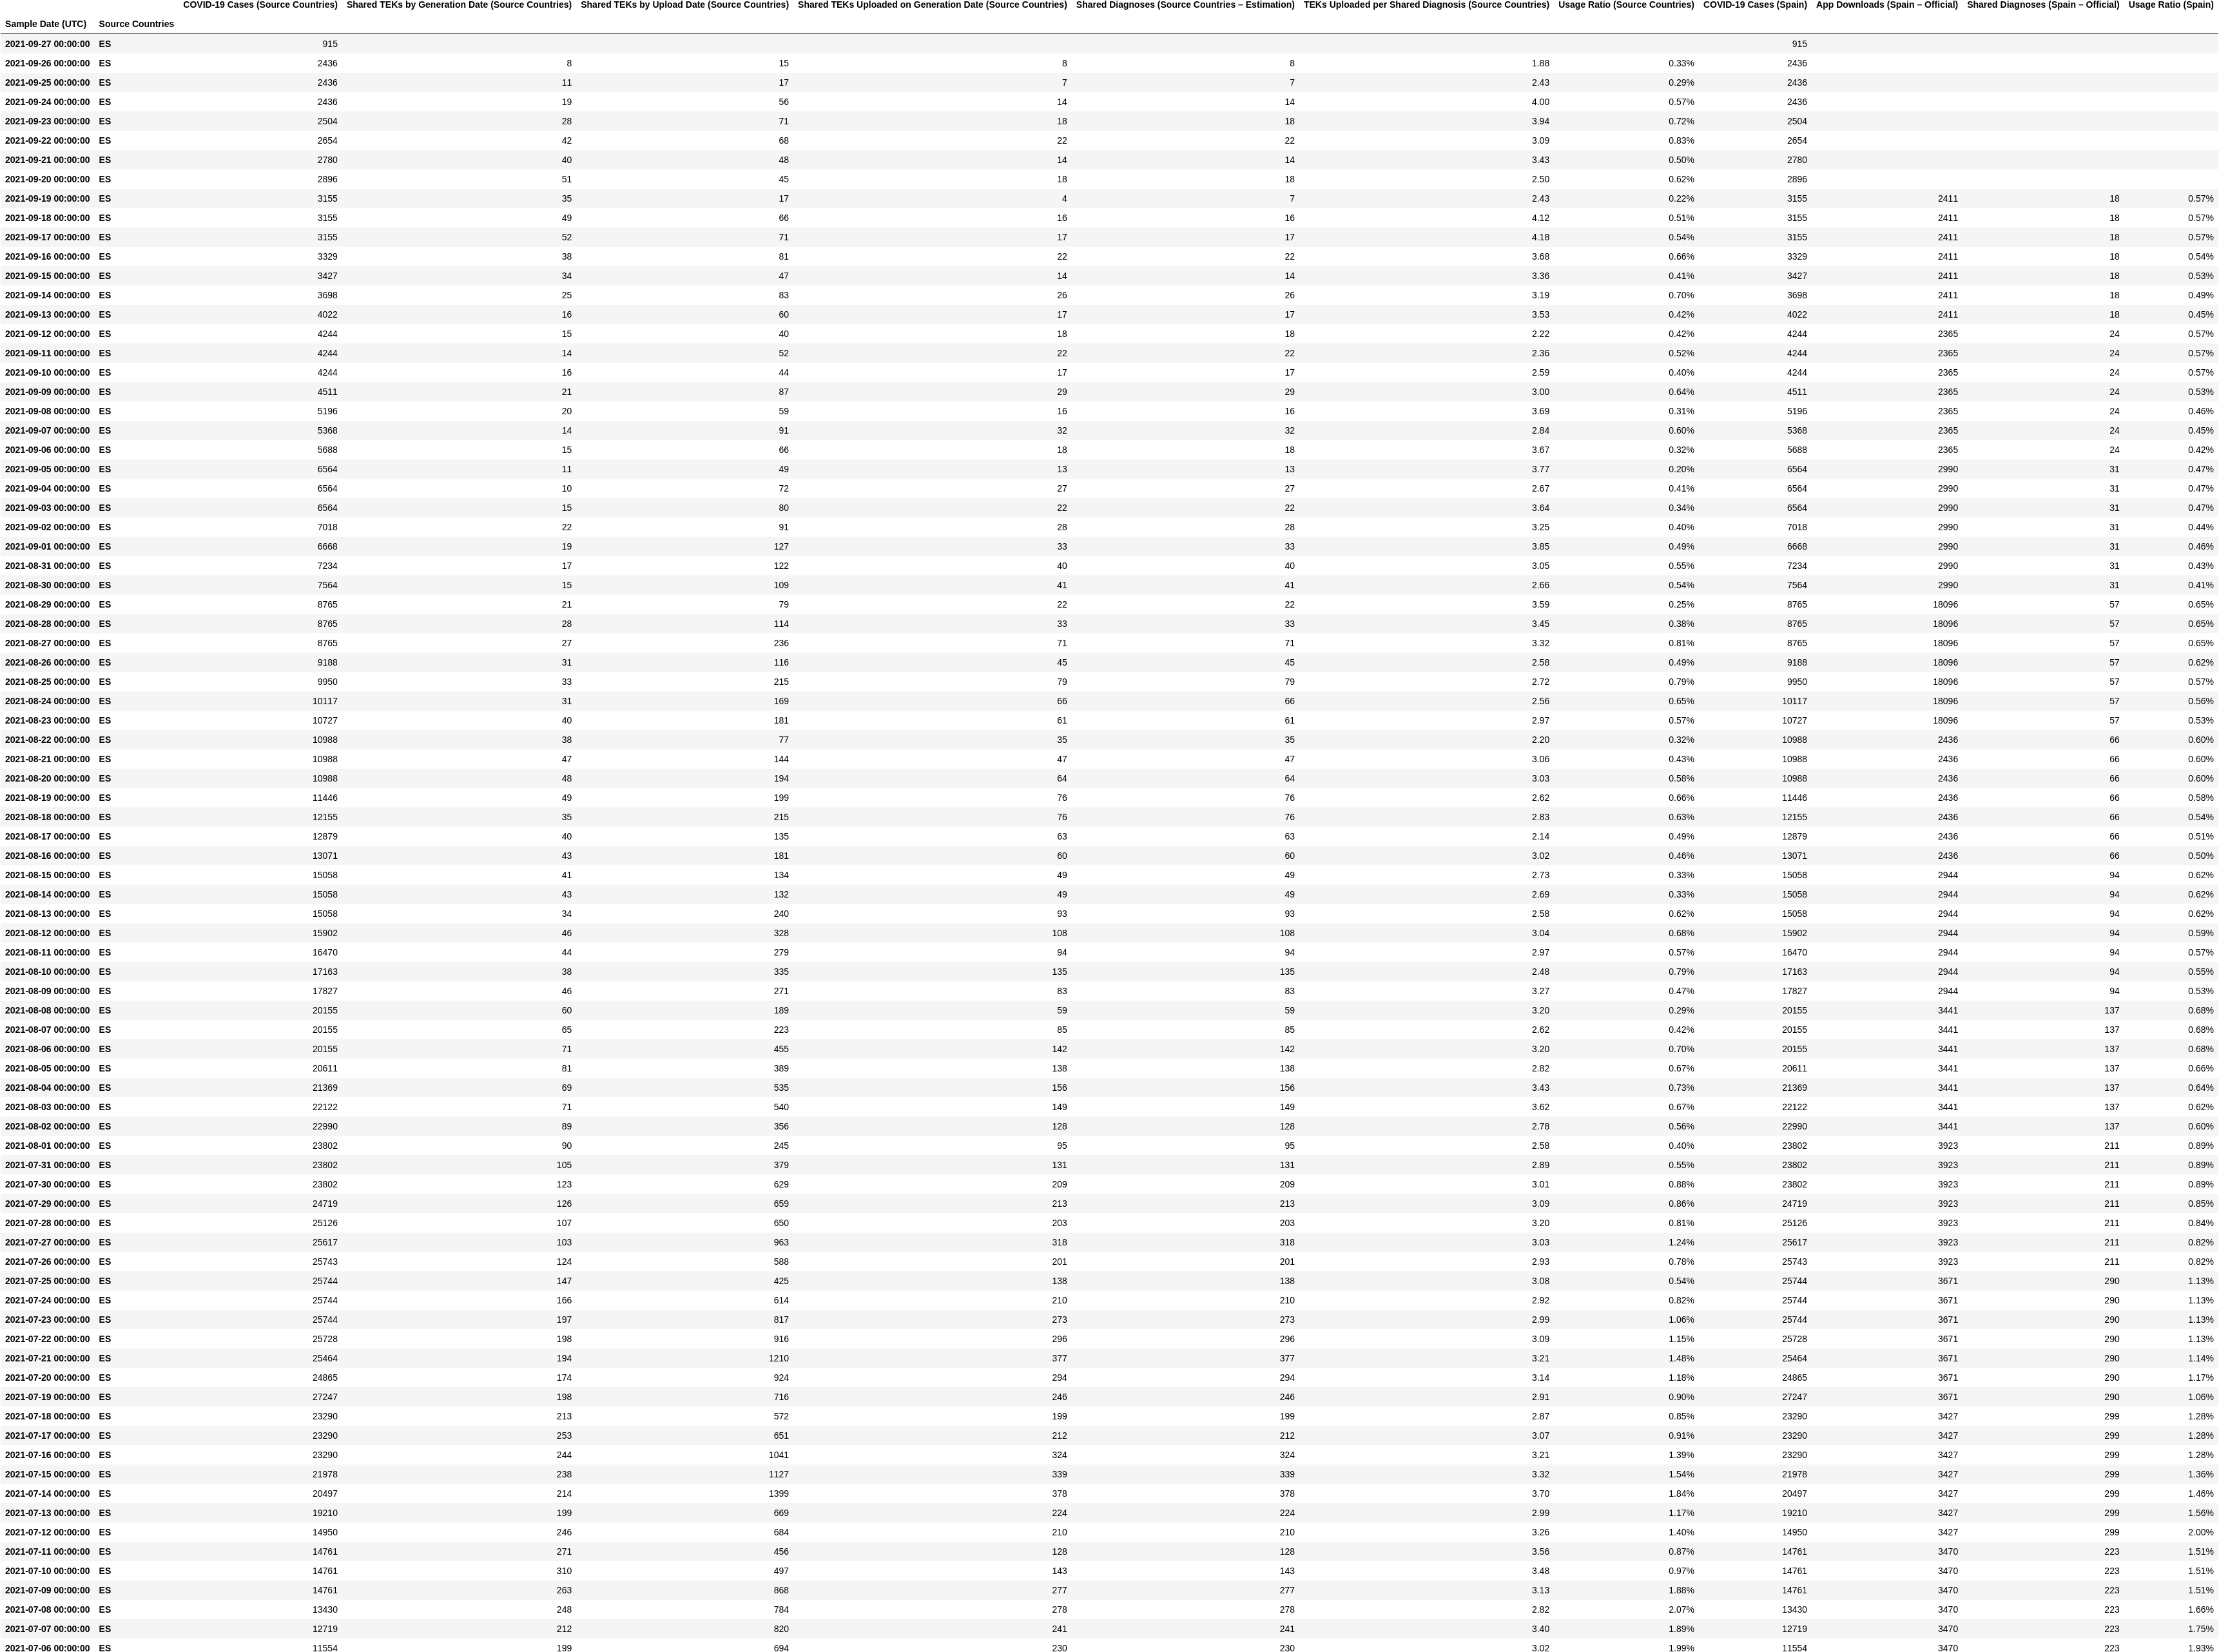 COVID-19 Cases (Source Countries) Shared TEKs by Generation Date (Source Countries) Shared TEKs by Upload Date (Source Countries) Shared TEKs Uploaded on Generation Date (Source Countries) Shared Diagnoses (Source Countries – Estimation) TEKs Uploaded per Shared Diagnosis (Source Countries) Usage Ratio (Source Countries) COVID-19 Cases (Spain) App Downloads (Spain – Official) Shared Diagnoses (Spain – Official) Usage Ratio (Spain)
Sample Date (UTC) Source Countries
2021-09-27 00:00:00 ES 915 915
2021-09-26 00:00:00 ES 2436 8 15 8 8 1.88 0.33% 2436
2021-09-25 00:00:00 ES 2436 11 17 7 7 2.43 0.29% 2436
2021-09-24 00:00:00 ES 2436 19 56 14 14 4.00 0.57% 2436
2021-09-23 00:00:00 ES 2504 28 71 18 18 3.94 0.72% 2504
2021-09-22 00:00:00 ES 2654 42 68 22 22 3.09 0.83% 2654
2021-09-21 00:00:00 ES 2780 40 48 14 14 3.43 0.50% 2780
2021-09-20 00:00:00 ES 2896 51 45 18 18 2.50 0.62% 2896
2021-09-19 00:00:00 ES 3155 35 17 4 7 2.43 0.22% 3155 2411 18 0.57%
2021-09-18 00:00:00 ES 3155 49 66 16 16 4.12 0.51% 3155 2411 18 0.57%
2021-09-17 00:00:00 ES 3155 52 71 17 17 4.18 0.54% 3155 2411 18 0.57%
2021-09-16 00:00:00 ES 3329 38 81 22 22 3.68 0.66% 3329 2411 18 0.54%
2021-09-15 00:00:00 ES 3427 34 47 14 14 3.36 0.41% 3427 2411 18 0.53%
2021-09-14 00:00:00 ES 3698 25 83 26 26 3.19 0.70% 3698 2411 18 0.49%
2021-09-13 00:00:00 ES 4022 16 60 17 17 3.53 0.42% 4022 2411 18 0.45%
2021-09-12 00:00:00 ES 4244 15 40 18 18 2.22 0.42% 4244 2365 24 0.57%
2021-09-11 00:00:00 ES 4244 14 52 22 22 2.36 0.52% 4244 2365 24 0.57%
2021-09-10 00:00:00 ES 4244 16 44 17 17 2.59 0.40% 4244 2365 24 0.57%
2021-09-09 00:00:00 ES 4511 21 87 29 29 3.00 0.64% 4511 2365 24 0.53%
2021-09-08 00:00:00 ES 5196 20 59 16 16 3.69 0.31% 5196 2365 24 0.46%
2021-09-07 00:00:00 ES 5368 14 91 32 32 2.84 0.60% 5368 2365 24 0.45%
2021-09-06 00:00:00 ES 5688 15 66 18 18 3.67 0.32% 5688 2365 24 0.42%
2021-09-05 00:00:00 ES 6564 11 49 13 13 3.77 0.20% 6564 2990 31 0.47%
2021-09-04 00:00:00 ES 6564 10 72 27 27 2.67 0.41% 6564 2990 31 0.47%
2021-09-03 00:00:00 ES 6564 15 80 22 22 3.64 0.34% 6564 2990 31 0.47%
2021-09-02 00:00:00 ES 7018 22 91 28 28 3.25 0.40% 7018 2990 31 0.44%
2021-09-01 00:00:00 ES 6668 19 127 33 33 3.85 0.49% 6668 2990 31 0.46%
2021-08-31 00:00:00 ES 7234 17 122 40 40 3.05 0.55% 7234 2990 31 0.43%
2021-08-30 00:00:00 ES 7564 15 109 41 41 2.66 0.54% 7564 2990 31 0.41%
2021-08-29 00:00:00 ES 8765 21 79 22 22 3.59 0.25% 8765 18096 57 0.65%
2021-08-28 00:00:00 ES 8765 28 114 33 33 3.45 0.38% 8765 18096 57 0.65%
2021-08-27 00:00:00 ES 8765 27 236 71 71 3.32 0.81% 8765 18096 57 0.65%
2021-08-26 00:00:00 ES 9188 31 116 45 45 2.58 0.49% 9188 18096 57 0.62%
2021-08-25 00:00:00 ES 9950 33 215 79 79 2.72 0.79% 9950 18096 57 0.57%
2021-08-24 00:00:00 ES 10117 31 169 66 66 2.56 0.65% 10117 18096 57 0.56%
2021-08-23 00:00:00 ES 10727 40 181 61 61 2.97 0.57% 10727 18096 57 0.53%
2021-08-22 00:00:00 ES 10988 38 77 35 35 2.20 0.32% 10988 2436 66 0.60%
2021-08-21 00:00:00 ES 10988 47 144 47 47 3.06 0.43% 10988 2436 66 0.60%
2021-08-20 00:00:00 ES 10988 48 194 64 64 3.03 0.58% 10988 2436 66 0.60%
2021-08-19 00:00:00 ES 11446 49 199 76 76 2.62 0.66% 11446 2436 66 0.58%
2021-08-18 00:00:00 ES 12155 35 215 76 76 2.83 0.63% 12155 2436 66 0.54%
2021-08-17 00:00:00 ES 12879 40 135 63 63 2.14 0.49% 12879 2436 66 0.51%
2021-08-16 00:00:00 ES 13071 43 181 60 60 3.02 0.46% 13071 2436 66 0.50%
2021-08-15 00:00:00 ES 15058 41 134 49 49 2.73 0.33% 15058 2944 94 0.62%
2021-08-14 00:00:00 ES 15058 43 132 49 49 2.69 0.33% 15058 2944 94 0.62%
2021-08-13 00:00:00 ES 15058 34 240 93 93 2.58 0.62% 15058 2944 94 0.62%
2021-08-12 00:00:00 ES 15902 46 328 108 108 3.04 0.68% 15902 2944 94 0.59%
2021-08-11 00:00:00 ES 16470 44 279 94 94 2.97 0.57% 16470 2944 94 0.57%
2021-08-10 00:00:00 ES 17163 38 335 135 135 2.48 0.79% 17163 2944 94 0.55%
2021-08-09 00:00:00 ES 17827 46 271 83 83 3.27 0.47% 17827 2944 94 0.53%
2021-08-08 00:00:00 ES 20155 60 189 59 59 3.20 0.29% 20155 3441 137 0.68%
2021-08-07 00:00:00 ES 20155 65 223 85 85 2.62 0.42% 20155 3441 137 0.68%
2021-08-06 00:00:00 ES 20155 71 455 142 142 3.20 0.70% 20155 3441 137 0.68%
2021-08-05 00:00:00 ES 20611 81 389 138 138 2.82 0.67% 20611 3441 137 0.66%
2021-08-04 00:00:00 ES 21369 69 535 156 156 3.43 0.73% 21369 3441 137 0.64%
2021-08-03 00:00:00 ES 22122 71 540 149 149 3.62 0.67% 22122 3441 137 0.62%
2021-08-02 00:00:00 ES 22990 89 356 128 128 2.78 0.56% 22990 3441 137 0.60%
2021-08-01 00:00:00 ES 23802 90 245 95 95 2.58 0.40% 23802 3923 211 0.89%
2021-07-31 00:00:00 ES 23802 105 379 131 131 2.89 0.55% 23802 3923 211 0.89%
2021-07-30 00:00:00 ES 23802 123 629 209 209 3.01 0.88% 23802 3923 211 0.89%
2021-07-29 00:00:00 ES 24719 126 659 213 213 3.09 0.86% 24719 3923 211 0.85%
2021-07-28 00:00:00 ES 25126 107 650 203 203 3.20 0.81% 25126 3923 211 0.84%
2021-07-27 00:00:00 ES 25617 103 963 318 318 3.03 1.24% 25617 3923 211 0.82%
2021-07-26 00:00:00 ES 25743 124 588 201 201 2.93 0.78% 25743 3923 211 0.82%
2021-07-25 00:00:00 ES 25744 147 425 138 138 3.08 0.54% 25744 3671 290 1.13%
2021-07-24 00:00:00 ES 25744 166 614 210 210 2.92 0.82% 25744 3671 290 1.13%
2021-07-23 00:00:00 ES 25744 197 817 273 273 2.99 1.06% 25744 3671 290 1.13%
2021-07-22 00:00:00 ES 25728 198 916 296 296 3.09 1.15% 25728 3671 290 1.13%
2021-07-21 00:00:00 ES 25464 194 1210 377 377 3.21 1.48% 25464 3671 290 1.14%
2021-07-20 00:00:00 ES 24865 174 924 294 294 3.14 1.18% 24865 3671 290 1.17%
2021-07-19 00:00:00 ES 27247 198 716 246 246 2.91 0.90% 27247 3671 290 1.06%
2021-07-18 00:00:00 ES 23290 213 572 199 199 2.87 0.85% 23290 3427 299 1.28%
2021-07-17 00:00:00 ES 23290 253 651 212 212 3.07 0.91% 23290 3427 299 1.28%
2021-07-16 00:00:00 ES 23290 244 1041 324 324 3.21 1.39% 23290 3427 299 1.28%
2021-07-15 00:00:00 ES 21978 238 1127 339 339 3.32 1.54% 21978 3427 299 1.36%
2021-07-14 00:00:00 ES 20497 214 1399 378 378 3.70 1.84% 20497 3427 299 1.46%
2021-07-13 00:00:00 ES 19210 199 669 224 224 2.99 1.17% 19210 3427 299 1.56%
2021-07-12 00:00:00 ES 14950 246 684 210 210 3.26 1.40% 14950 3427 299 2.00%
2021-07-11 00:00:00 ES 14761 271 456 128 128 3.56 0.87% 14761 3470 223 1.51%
2021-07-10 00:00:00 ES 14761 310 497 143 143 3.48 0.97% 14761 3470 223 1.51%
2021-07-09 00:00:00 ES 14761 263 868 277 277 3.13 1.88% 14761 3470 223 1.51%
2021-07-08 00:00:00 ES 13430 248 784 278 278 2.82 2.07% 13430 3470 223 1.66%
2021-07-07 00:00:00 ES 12719 212 820 241 241 3.40 1.89% 12719 3470 223 1.75%
2021-07-06 00:00:00 ES 11554 199 694 230 230 3.02 1.99% 11554 3470 223 1.93%